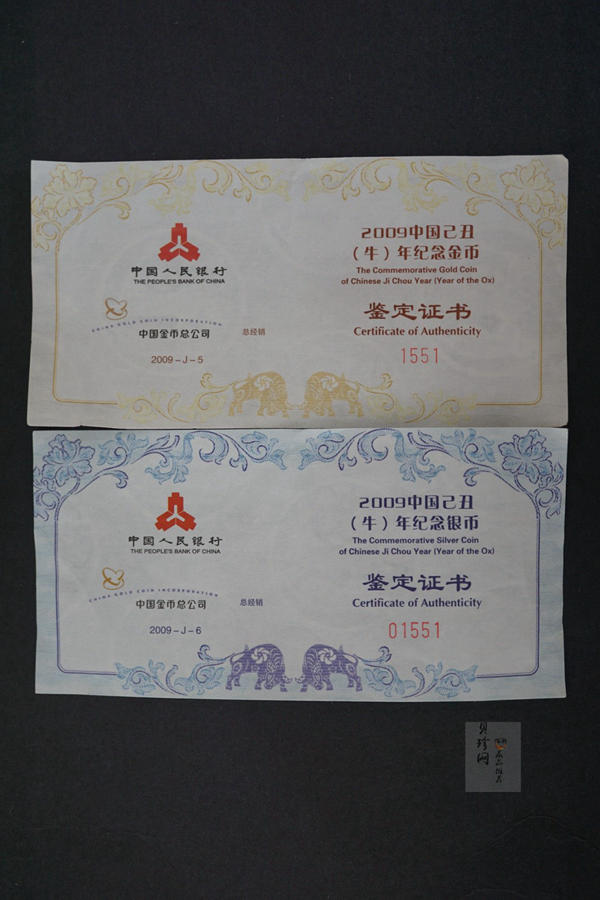 中国人民银行
THE PEOPLE'S BANK OF CHINA
CHINA GOLD COIN INCORPORATION
中国金币总公司 总经销
2009-J-5
2009中国己丑
（牛）年纪念金币
The Commemorative Gold Coin
of Chinese Ji Chou Year (Year of the Ox)
鉴定证书
Certificate of Authenticity
1551
中国人民银行
THE PEOPLE'S BANK OF CHINA
CHINA GOLD COIN INCORPORATION
中国金币总公司 总经销
2009-J-6
2009中国己丑
（牛）年纪念银币
The Commemorative Silver Coin
of Chinese Ji Chou Year (Year of the Ox)
鉴定证书
Certificate of Authenticity
01551